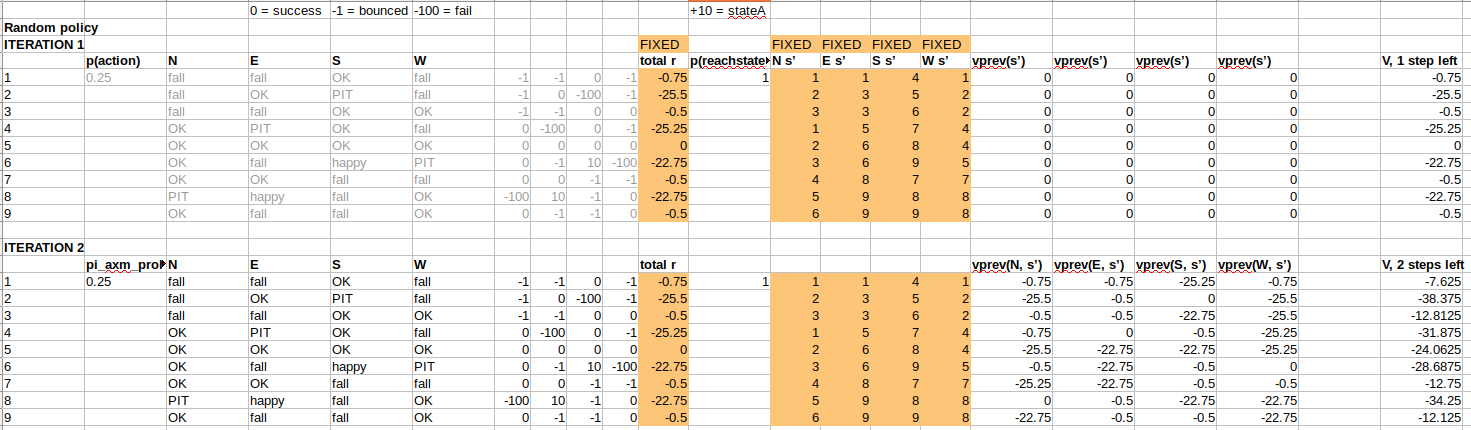 0 = success -1 = bounced -100 = fail +10 = stateA
Random policy
ITERATION 1 FIXED FIXED FIXED FIXED FIXED
p(action) N E S W total r p(reachstate N s' E s' S s' W s' vprev(s') vprev(s') vprev(s') vprev(s') V, 1 step left
1 0.25 fall fall OK fall -1 -1 0 -1 -0.75 1 1 1 4 1 0 0 0 0 -0.75
2 fall OK PIT fall -1 0 -100 -1 -25.5 2 3 5 2 0 0 0 0 -25.5
3 fall fall OK OK -1 -1 0 0 -0.5 3 3 6 2 0 0 0 0 -0.5
4 OK PIT OK fall 0 -100 0 -1 -25.25 1 5 7 4 0 0 0 0 -25.25
5 OK OK OK OK 0 0 0 0 0 2 6 8 4 0 0 0 0 0
6 OK fall happy PIT 0 -1 10 -100 -22.75 3 6 9 5 0 0 0 0 -22.75
7 OK OK fall fall 0 0 -1 -1 -0.5 4 8 7 7 0 0 0 0 -0.5
8 PIT happy fall OK -100 10 -1 0 -22.75 5 9 8 8 0 0 0 0 -22.75
9 OK fall fall OK 0 -1 -1 0 -0.5 6 9 9 8 0 0 0 0 -0.5
ITERATION 2
pi_axm_pro N E S W total r vprev(N, s') vprev(E, s') vprev(S, s') vprev(W, s') V, 2 steps left
1 0.25 fall fall OK fall -1 -1 0 -1 -0.75 1 1 1 4 1 -0.75 -0.75 -25.25 -0.75 -7.625
2 fall OK PIT fall -1 0 -100 -1 -25.5 2 3 5 2 -25.5 -0.5 0 -25.5 -38.375
3 fall fall OK OK -1 -1 0 0 -0.5 3 3 6 2 -0.5 -0.5 -22.75 -25.5 -12.8125
4 OK PIT OK fall 0 -100 0 -1 -25.25 1 5 7 4 -0.75 0 -0.5 -25.25 -31.875
5 OK OK OK OK 0 0 0 0 0 2 6 8 4 -25.5 -22.75 -22.75 -25.25 -24.0625
6 OK fall happy PIT 0 -1 10 -100 -22.75 3 6 9 5 -0.5 -22.75 -0.5 0 -28.6875
7 OK OK fall fall 0 0 -1 -1 -0.5 4 8 7 7 -25.25 -22.75 -0.5 -0.5 -12.75
8 PIT happy fall OK -100 10 -1 0 -22.75 5 9 8 8 0 -0.5 -22.75 -22.75 -34.25
9 OK fall fall OK 0 -1 -1 0 -0.5 6 9 9 8 -22.75 -0.5 -0.5 -22.75 -12.125